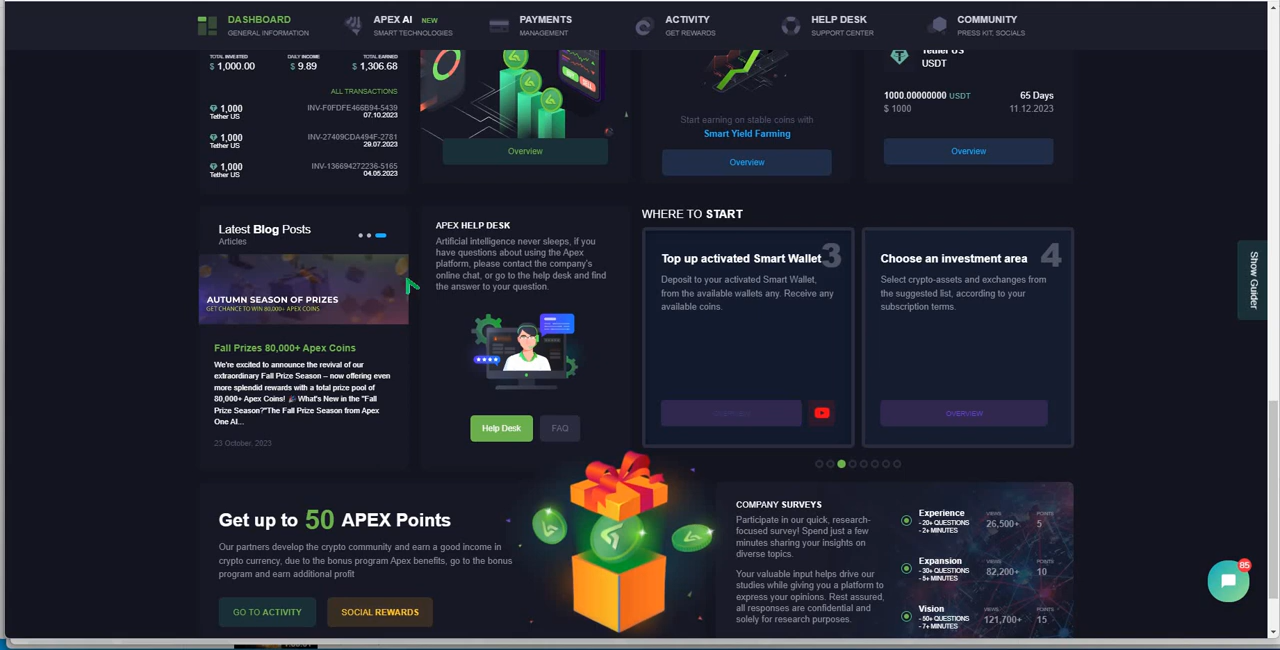 DASHBOARD
GENERAL INFORMATION
APEX AI NEW
SMART TECHNOLOGIES
PAYMENTS
MANAGEMENT
ACTIVITY
GET REWARDS
HELP DESK
SUPPORT CENTER
COMMUNITY
PRESS KIT, SOCIALS
TOTAL INVESTED
$ 1,000.00
DAILY INCOME
$ 9.89
TOTAL EARNED
$ 1,306.68
ALL TRANSACTIONS
1,000
Tether US
INV-F0FDFE466B94-5439
07.10.2023
1,000
Tether US
INV-27409CDA494F-2781
29.07.2023
1,000
Tether US
INV-136694272236-5165
04.05.2023
BUY
SELL
Overview
Start earning on stable coins with
Smart Yield Farming
Overview
Tether US
USDT
1000.00000000 USDT
65 Days
$ 1000
11.12.2023
Overview
Latest Blog Posts
Articles
AUTUMN SEASON OF PRIZES
GET CHANCE TO WIN 80,000+ APEX COINS
Fall Prizes 80,000+ Apex Coins
We're excited to announce the revival of our
extraordinary Fall Prize Season – now offering even
more splendid rewards with a total prize pool of
80,000+ Apex Coins! 🎉 What's New in the "Fall
Prize Season?"The Fall Prize Season from Apex
One AI...
23 October, 2023
APEX HELP DESK
Artificial intelligence never sleeps, if you
have questions about using the Apex
platform, please contact the company's
online chat, or go to the help desk and find
the answer to your question.
Help Desk
FAQ
WHERE TO START
Top up activated Smart Wallet
3
Deposit to your activated Smart Wallet,
from the available wallets any. Receive any
available coins.
OVERVIEW
Choose an investment area
4
Select crypto-assets and exchanges from
the suggested list, according to your
subscription terms.
OVERVIEW
Show Guider
Get up to 50 APEX Points
Our partners develop the crypto community and earn a good income in
crypto currency, due to the bonus program Apex benefits, go to the bonus
program and earn additional profit
GO TO ACTIVITY
SOCIAL REWARDS
COMPANY SURVEYS
Participate in our quick, research-
focused survey! Spend just a few
minutes sharing your insights on
diverse topics.
Your valuable input helps drive our
studies while giving you a platform to
express your opinions. Rest assured,
all responses are confidential and
solely for research purposes.
Experience
- 20+ QUESTIONS
- 2+ MINUTES
VIEWS
26,500+
POINTS
5
Expansion
- 30+ QUESTIONS
- 5+ MINUTES
VIEWS
82,200+
POINTS
10
Vision
- 50+ QUESTIONS
- 7+ MINUTES
VIEWS
121,700+
POINTS
15
85